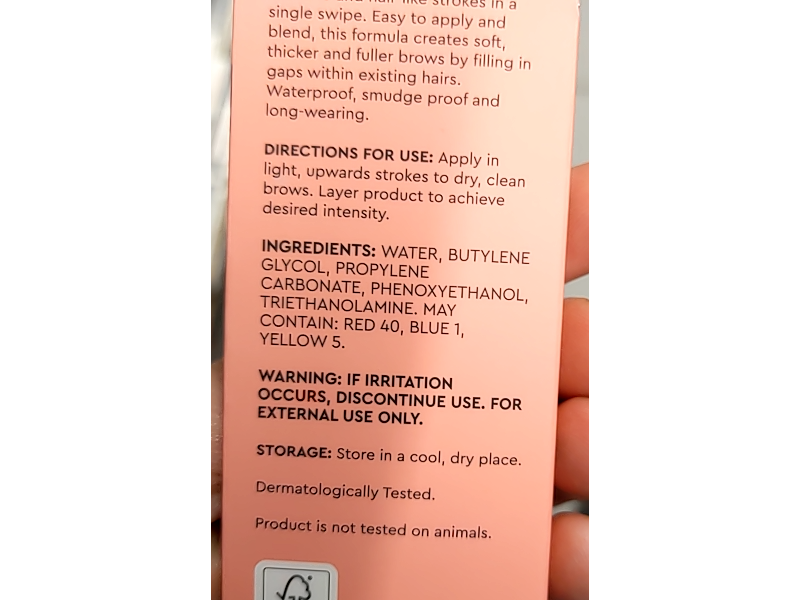 strokes in a
single swipe. Easy to apply and
blend, this formula creates soft,
thicker and fuller brows by filling in
gaps within existing hairs.
Waterproof, smudge proof and
long-wearing.
DIRECTIONS FOR USE: Apply in
light, upwards strokes to dry, clean
brows. Layer product to achieve
desired intensity.
INGREDIENTS: WATER, BUTYLENE
GLYCOL, PROPYLENE
CARBONATE, PHENOXYETHANOL,
TRIETHANOLAMINE. MAY
CONTAIN: RED 40, BLUE 1,
YELLOW 5.
WARNING: IF IRRITATION
OCCURS, DISCONTINUE USE. FOR
EXTERNAL USE ONLY.
STORAGE: Store in a cool, dry place.
Dermatologically Tested.
Product is not tested on animals.